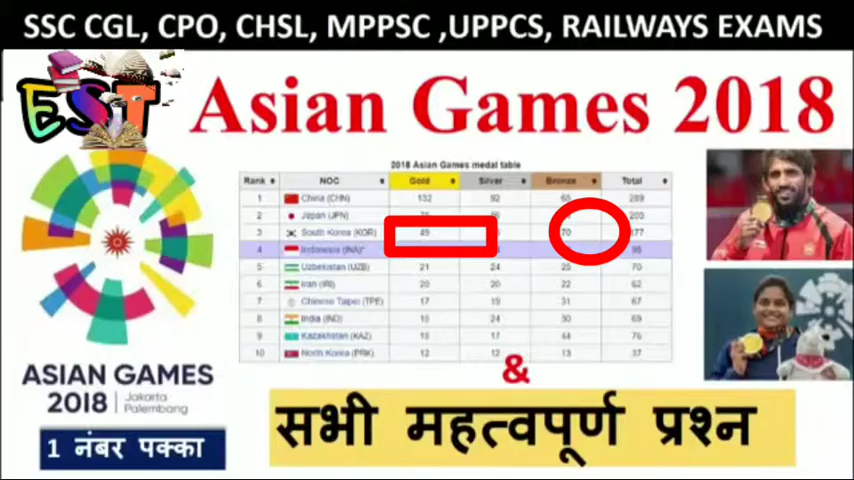 SSC CGL, CPO, CHSL, MPPSC ,UPPCS, RAILWAYS EXAMS
EST
Asian Games 2018
2018 Asian Games medal table
Rank NOC Gold Silver Bronze Total
1 China (CHN) 132 92 65 289
2 Japan (JPN) 205
3 South Korea (KOR) 49 70 177
4 Indonesia (INA)* 98
5 Uzbekistan (UZB) 21 24 25 70
6 Iran (IRI) 20 20 22 62
7 Chinese Taipei (TPE) 17 19 31 67
8 India (IND) 15 24 30 69
9 Kazakhstan (KAZ) 15 17 44 76
10 North Korea (PRK) 12 12 13 37
ASIAN GAMES
2018 Jakarta
Palembang
&
सभी महत्वपूर्ण प्रश्न
1 नंबर पक्का